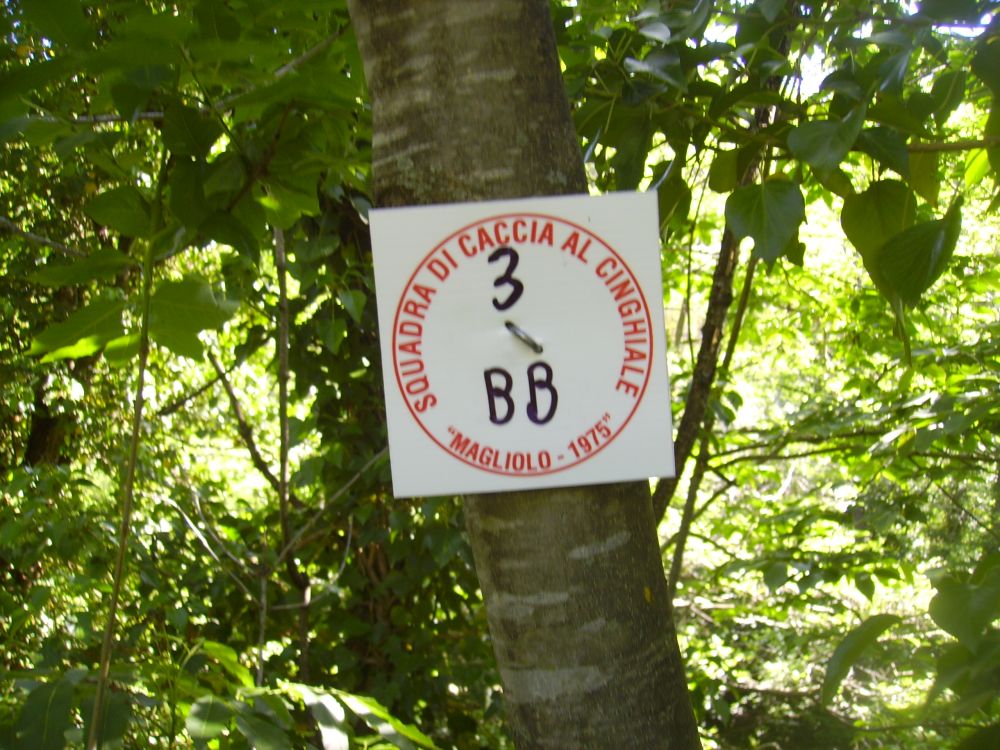 SQUADRA DI CACCIA AL CINGHIALE
3
BB
"MAGLIOLO - 1975"